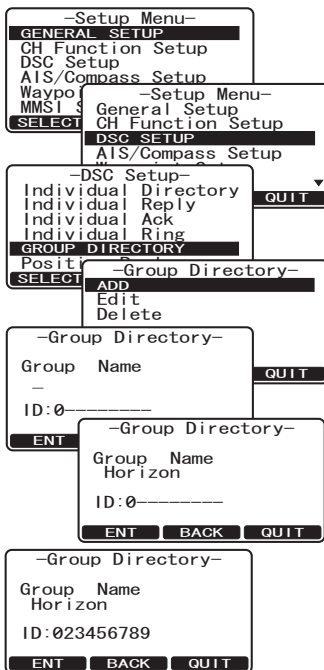 -Setup Menu-
GENERAL SETUP
CH Function Setup
DSC Setup
AIS/Compass Setup
MMSI
SELECT
-Setup Menu-
General Setup
CH Function Setup
DSC SETUP
AIS/Compass Setup
QUIT
-DSC Setup-
Individual Directory
Individual Reply
Individual Ack
Individual Ring
GROUP DIRECTORY
SELECT
-Group Directory-
ADD
Edit
Delete
QUIT
-Group Directory-
Group Name
_
ID:0--------
ENT
-Group Directory-
Group Name
Horizon
ID:0--------
ENT BACK QUIT
-Group Directory-
Group Name
Horizon
ID:023456789
ENT BACK QUIT